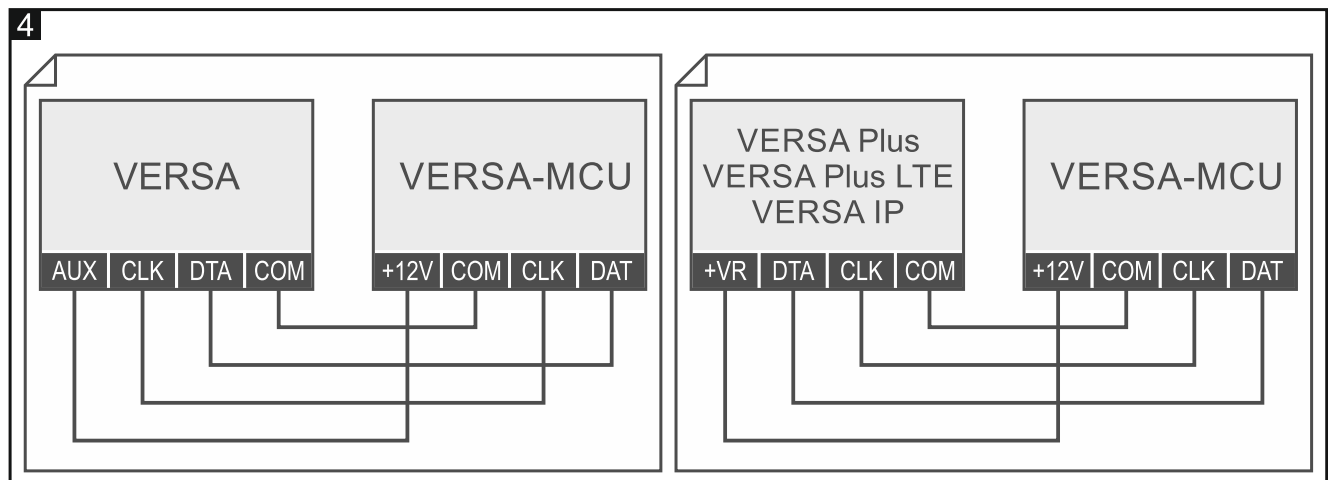 4
VERSA
VERSA-MCU
AUX CLK DTA COM
+12V COM CLK DAT
VERSA Plus
VERSA Plus LTE
VERSA IP
VERSA-MCU
+VR DTA CLK COM
+12V COM CLK DAT